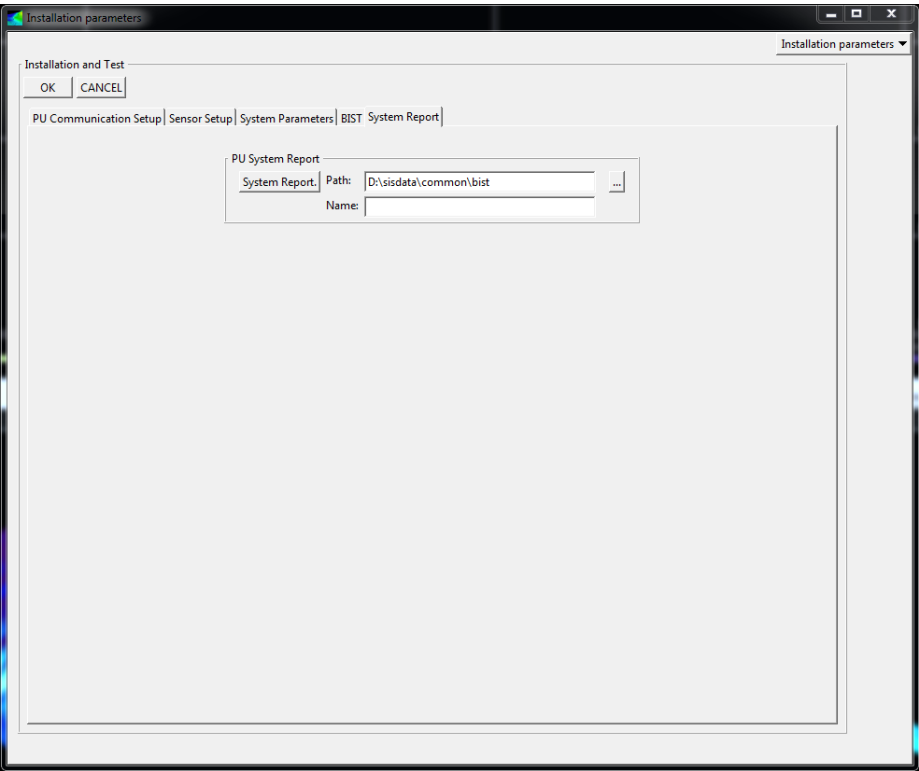 Installation parameters
Installation parameters
Installation and Test
OK CANCEL
PU Communication Setup Sensor Setup System Parameters BIST System Report
PU System Report
System Report. Path: D:\sisdata\common\bist ...
Name: